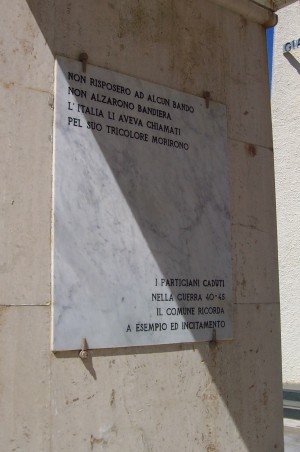 NON RISPOSERO AD ALCUN BANDO
NON ALZARONO BANDIERA
L'ITALIA LI AVEVA CHIAMATI
PEL SUO TRICOLORE MORIRONO
I PARTIGIANI CADUTI
NELLA GUERRA 40-45
IL COMUNE RICORDA
A ESEMPIO ED INCITAMENTO
GIA